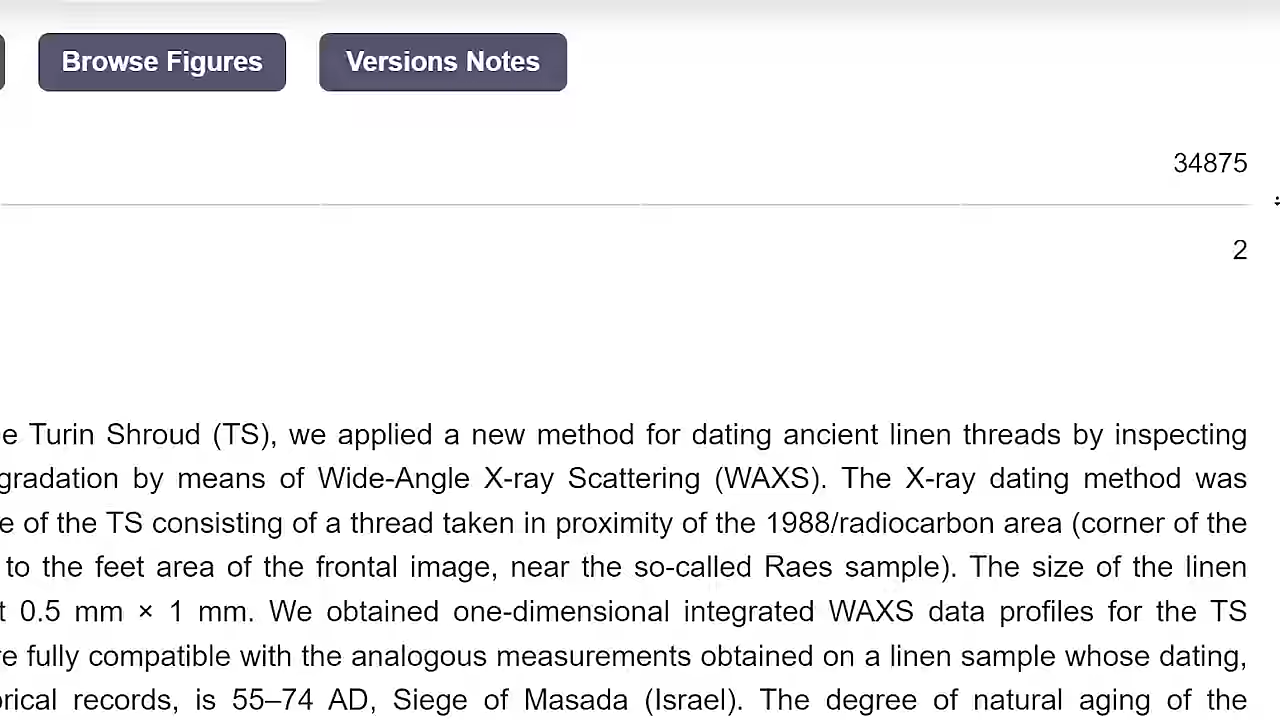 Browse Figures
Versions Notes
34875
2
Turin Shroud (TS), we applied a new method for dating ancient linen threads by inspecting
by means of Wide-Angle X-ray Scattering (WAXS). The X-ray dating method was
of the TS consisting of a thread taken in proximity of the 1988/radiocarbon area (corner of the
to the feet area of the frontal image, near the so-called Raes sample). The size of the linen
0.5 mm × 1 mm. We obtained one-dimensional integrated WAXS data profiles for the TS
fully compatible with the analogous measurements obtained on a linen sample whose dating,
records, is 55–74 AD, Siege of Masada (Israel). The degree of natural aging of the